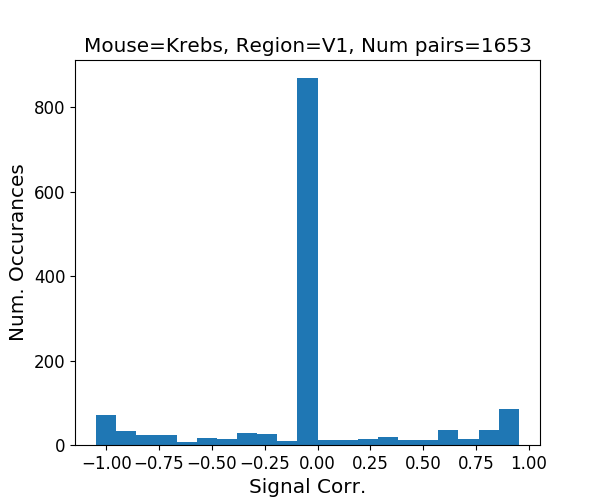 Mouse=Krebs, Region=V1, Num pairs=1653
Num. Occurances
800
600
400
200
0
−1.00 −0.75 −0.50 −0.25 0.00 0.25 0.50 0.75 1.00
Signal Corr.